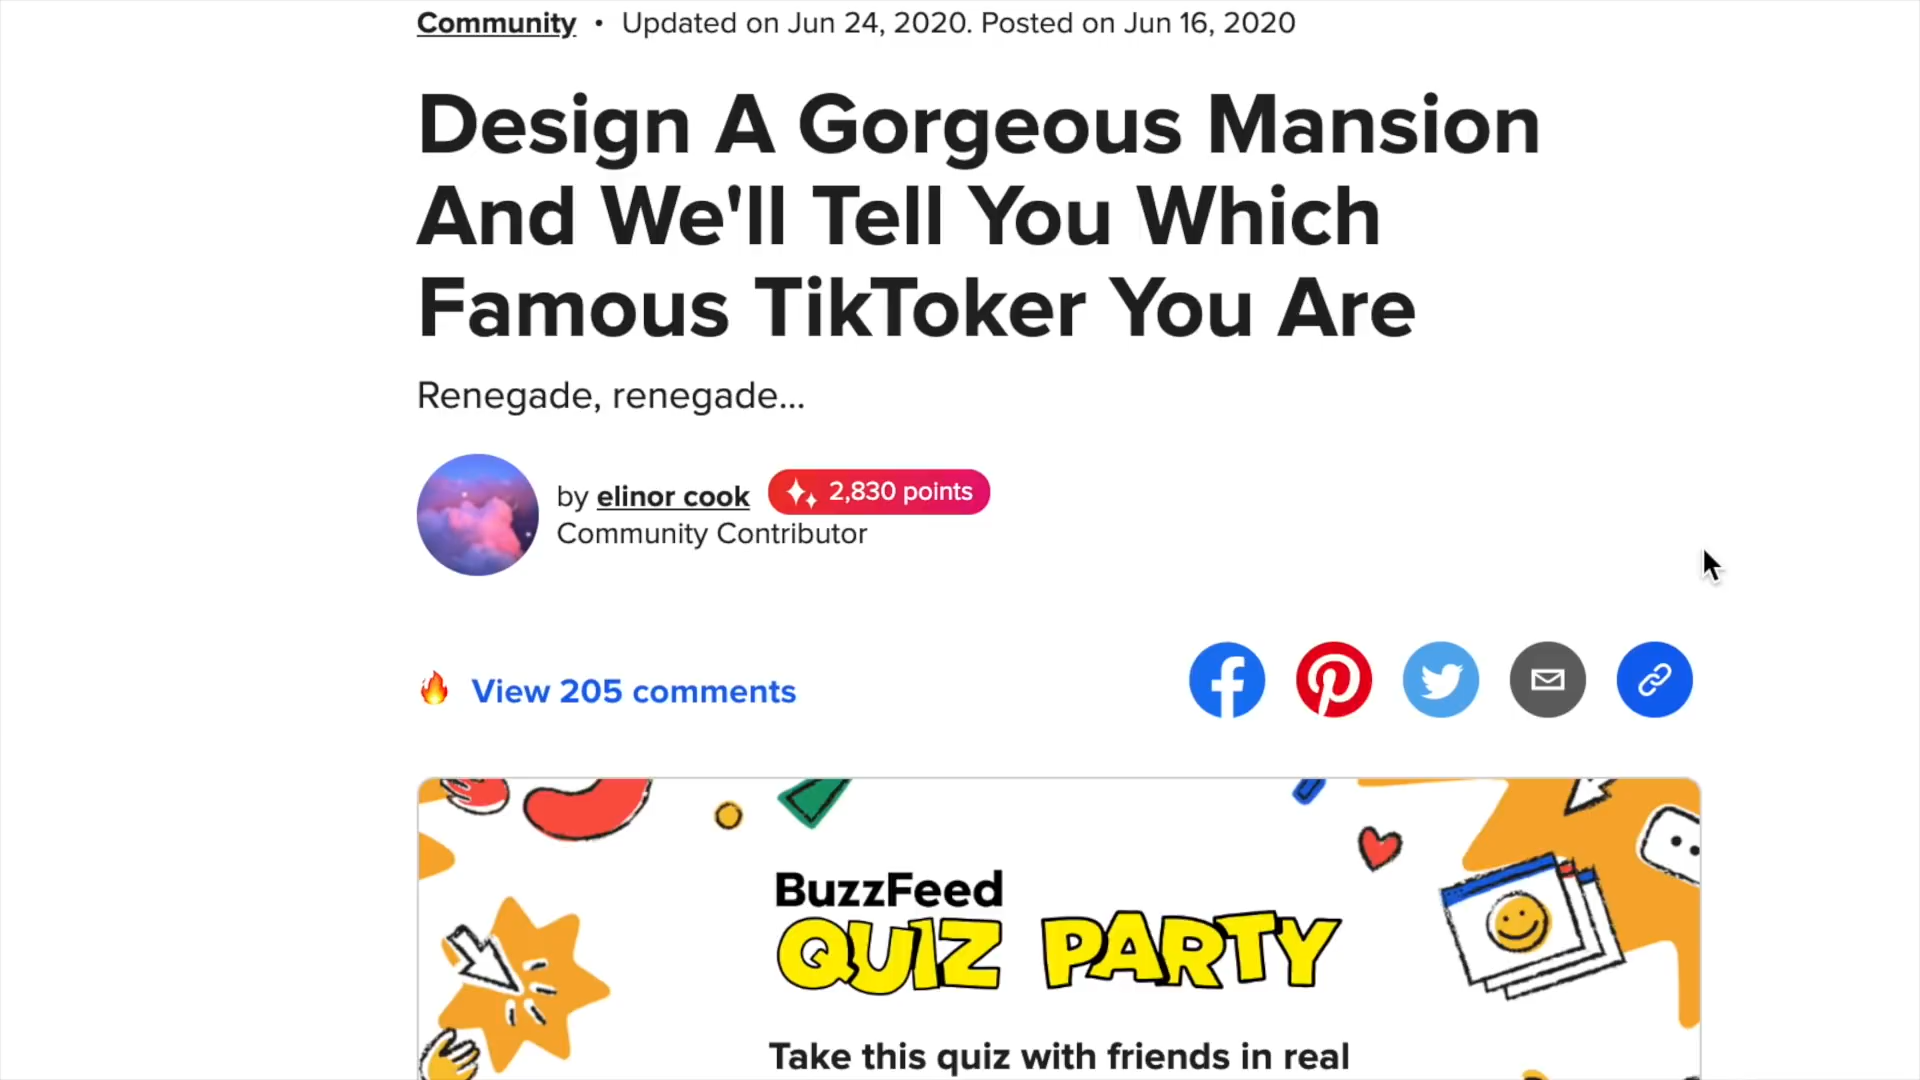 Community • Updated on Jun 24, 2020. Posted on Jun 16, 2020
Design A Gorgeous Mansion
And We'll Tell You Which
Famous TikToker You Are
Renegade, renegade...
by elinor cook 2,830 points
Community Contributor
View 205 comments
BuzzFeed
QUIZ PARTY
Take this quiz with friends in real